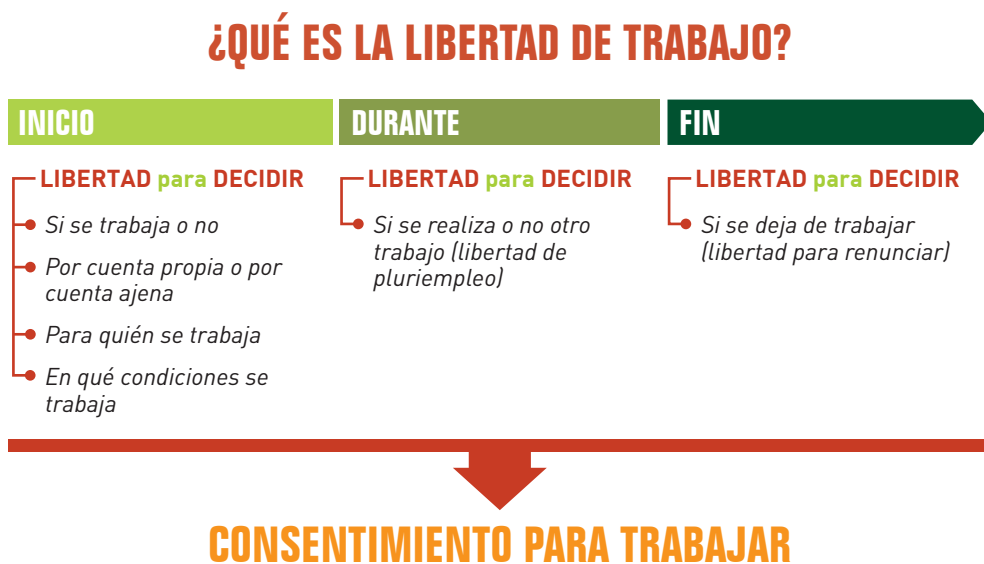 ¿QUÉ ES LA LIBERTAD DE TRABAJO?
INICIO
LIBERTAD para DECIDIR
Si se trabaja o no
Por cuenta propia o por
cuenta ajena
Para quién se trabaja
En qué condiciones se
trabaja
DURANTE
LIBERTAD para DECIDIR
Si se realiza o no otro
trabajo (libertad de
pluriempleo)
FIN
LIBERTAD para DECIDIR
Si se deja de trabajar
(libertad para renunciar)
CONSENTIMIENTO PARA TRABAJAR